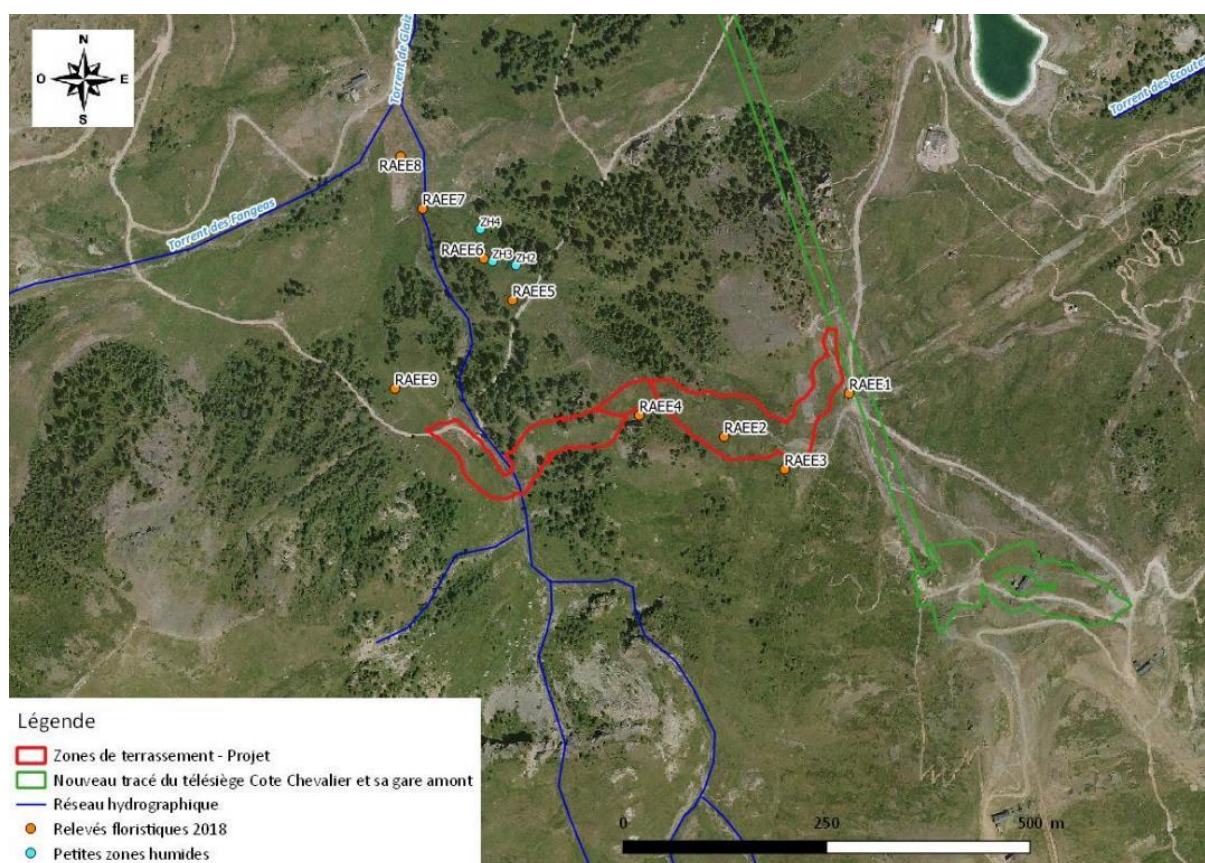 N
O E
S
Torrent de Glaiz
Torrent des Ecoutes
RAEE8
RAEE7
Torrent des Fangeas
ZH4
RAEE6
ZH3
ZH2
RAEE5
RAEE9
RAEE1
RAEE4
RAEE2
RAEE3
Légende
Zones de terrassement - Projet
Nouveau tracé du télésiège Cote Chevalier et sa gare amont
Réseau hydrographique
Relevés floristiques 2018
Petites zones humides
0 250 500 m